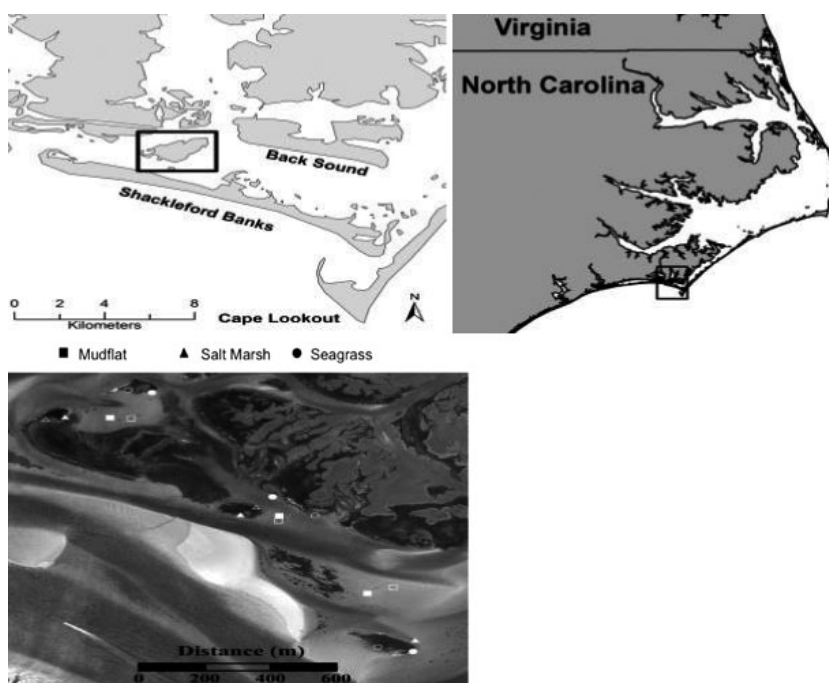 Virginia
North Carolina
Back Sound
Shackleford Banks
0 2 4 8
Kilometers
Cape Lookout
N
Mudflat Salt Marsh Seagrass
Distance (m)
0 200 400 600